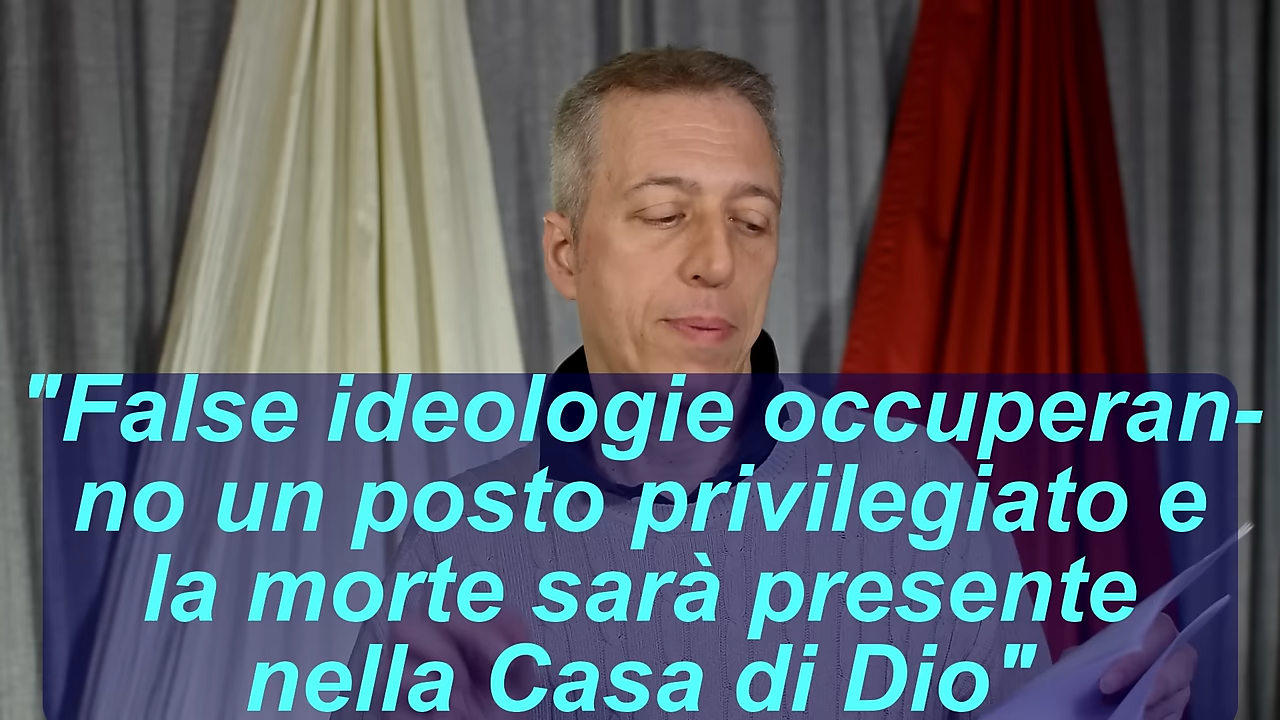 "False ideologie occuperan-
no un posto privilegiato e
la morte sarà presente
nella Casa di Dio"